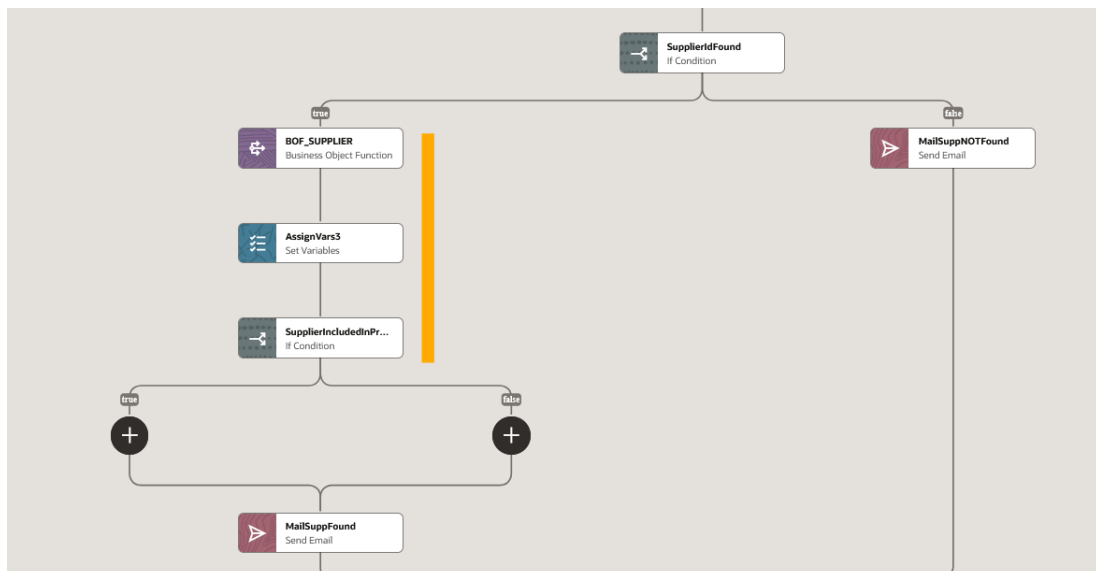 SupplierIdFound
If Condition
true
false
BOF_SUPPLIER
Business Object Function
MailSuppNOTFound
Send Email
AssignVars3
Set Variables
SupplierIncludedInPr...
If Condition
true
false
MailSuppFound
Send Email